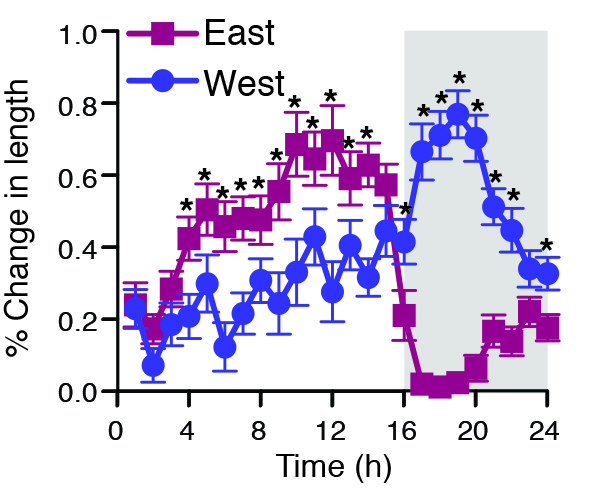 East
West
% Change in length
1.0
0.8
0.6
0.4
0.2
0.0
* * * * * * * * * * * * * * * * * * * *
0 4 8 12 16 20 24
Time (h)